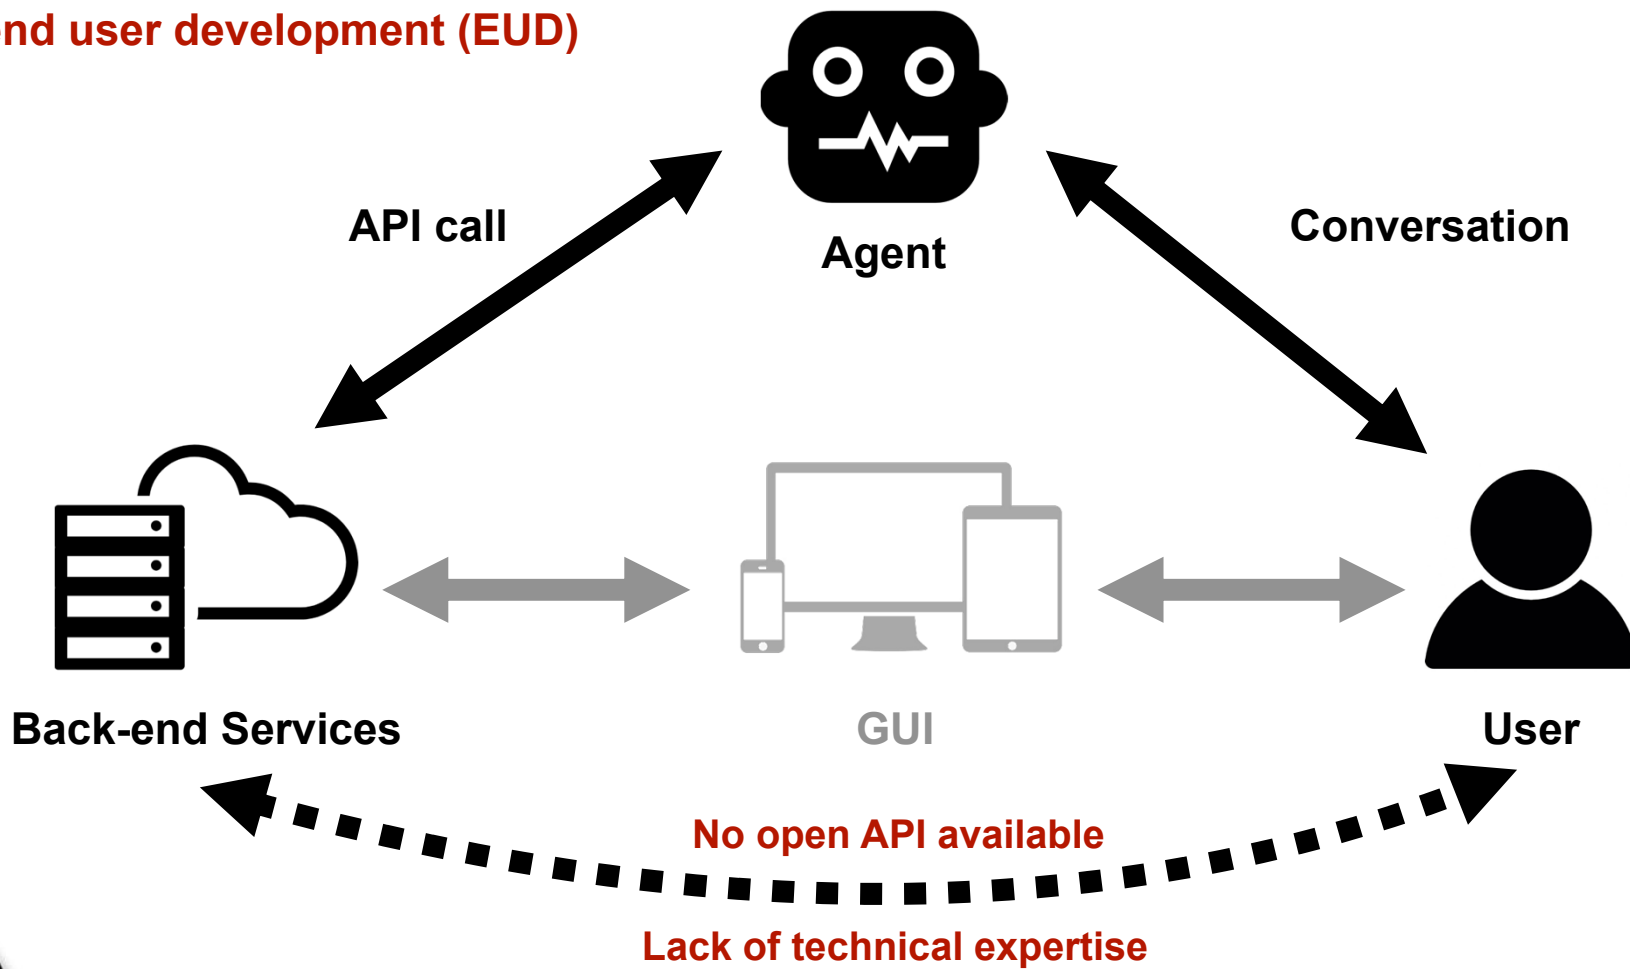 end user development (EUD)
API call
Conversation
Agent
Back-end Services
GUI
User
No open API available
Lack of technical expertise